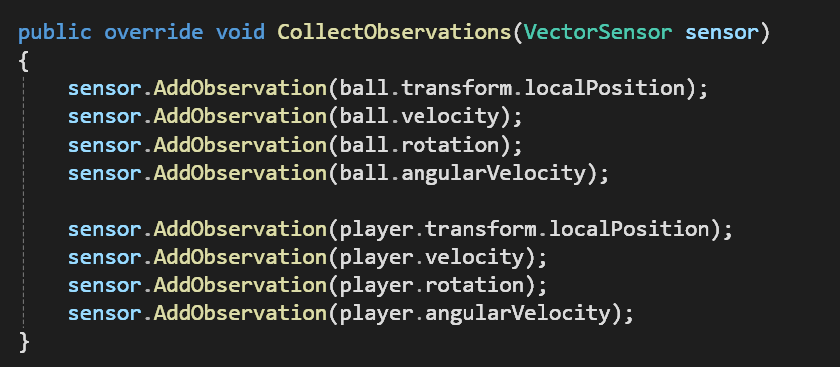 public override void CollectObservations(VectorSensor sensor)
{
    sensor.AddObservation(ball.transform.localPosition);
    sensor.AddObservation(ball.velocity);
    sensor.AddObservation(ball.rotation);
    sensor.AddObservation(ball.angularVelocity);

    sensor.AddObservation(player.transform.localPosition);
    sensor.AddObservation(player.velocity);
    sensor.AddObservation(player.rotation);
    sensor.AddObservation(player.angularVelocity);
}